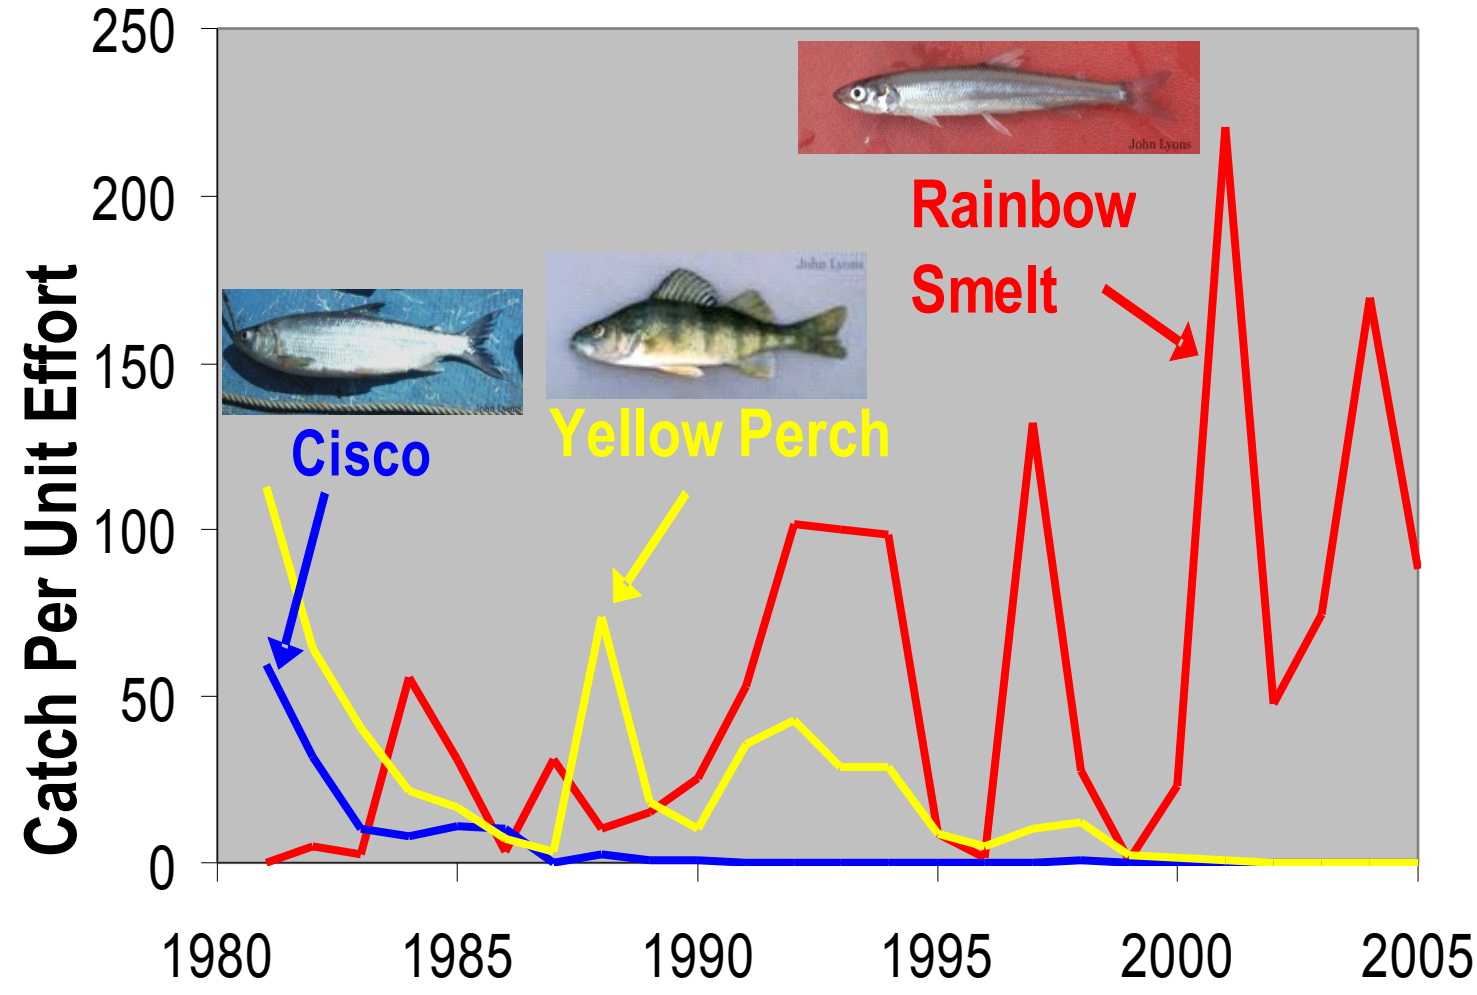 250
200
150
100
50
0
Catch Per Unit Effort
John Lyons
Rainbow
Smelt
John Lyons
Yellow Perch
John Lyons
Cisco
1980
1985
1990
1995
2000
2005